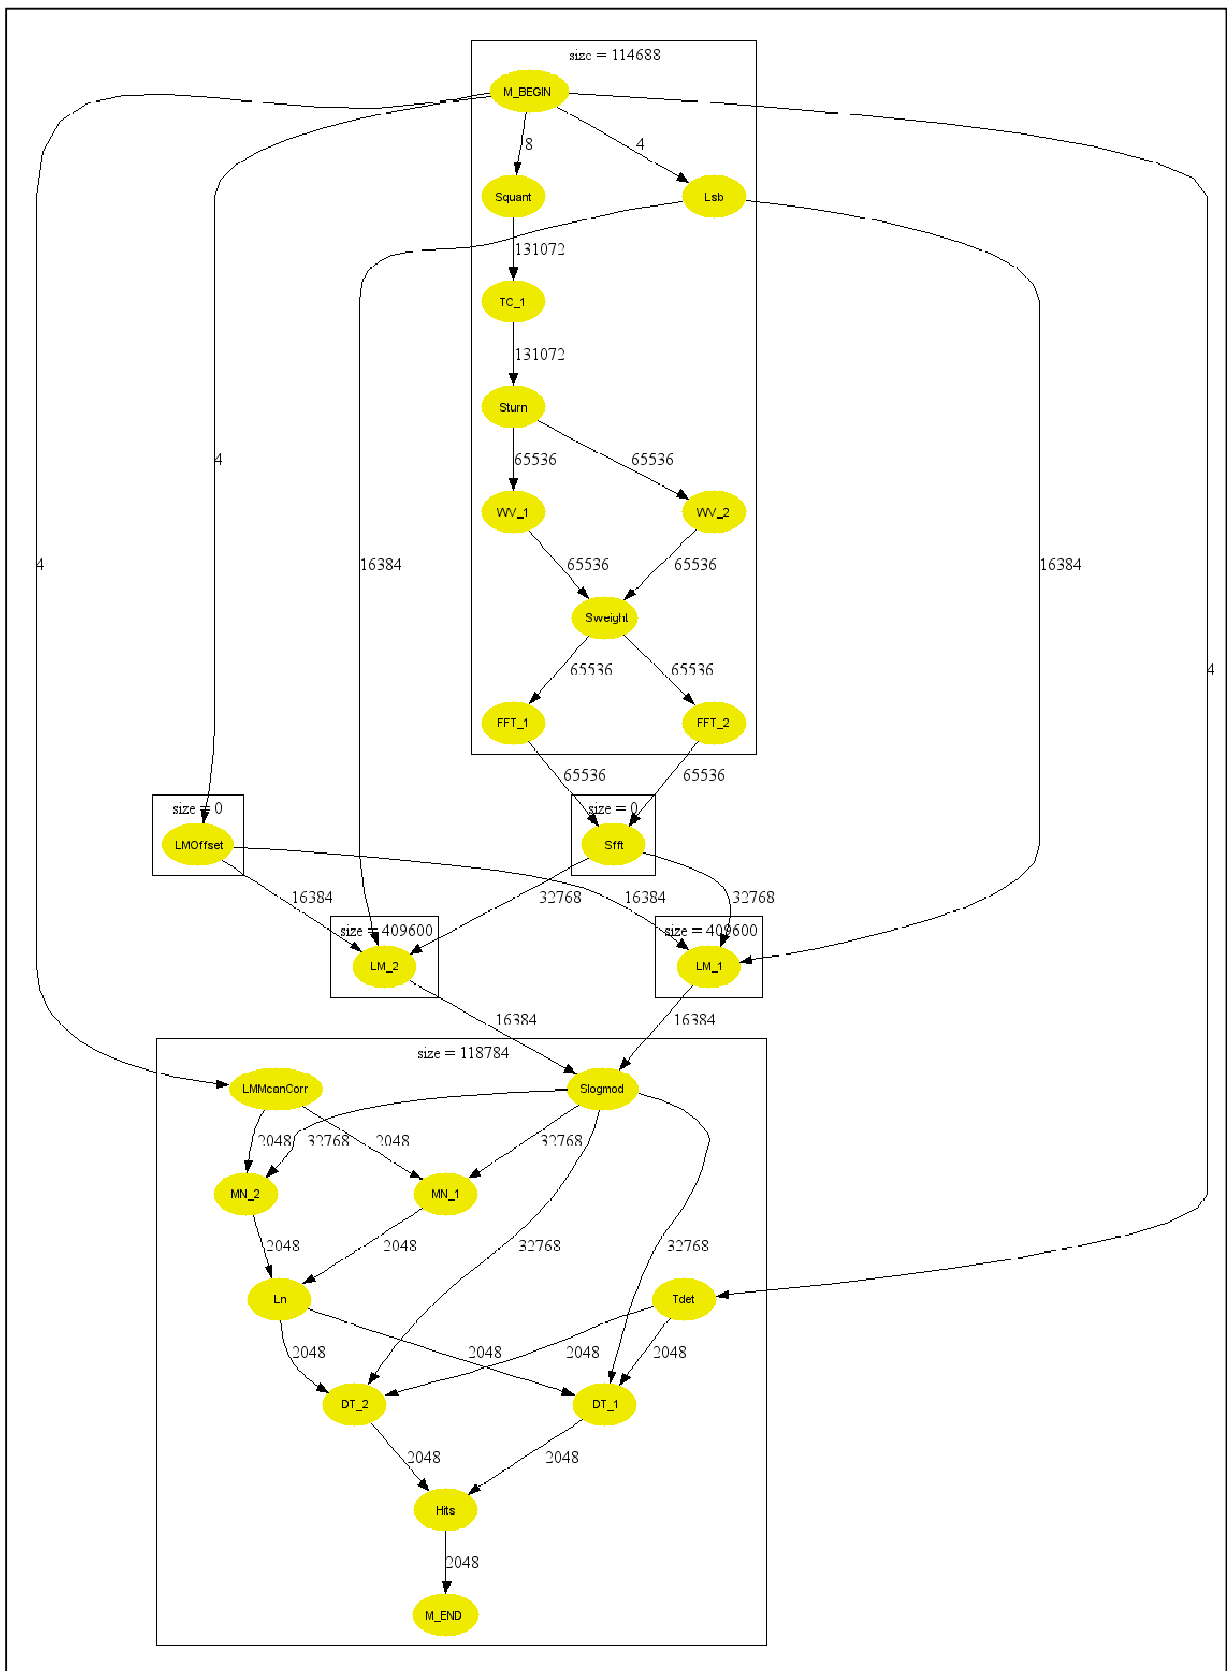 size = 114688
M_BEGIN
8
4
Squant
Lsb
131072
TC_1
131072
Sturn
4
65536
65536
WV_1
WV_2
4
16384
65536
65536
16384
Sweight
65536
65536
4
FFT_1
FFT_2
65536
65536
size = 0
size = 0
LMOffset
Sfft
16384
32768
16384
32768
size = 409600
size = 409600
LM_2
LM_1
16384
16384
size = 118784
LMMeanCorr
Slogmod
2048
32768
2048
32768
MN_2
MN_1
2048
2048
32768
32768
Ln
Tdet
2048
2048
2048
2048
DT_2
DT_1
2048
2048
Hits
2048
M_END